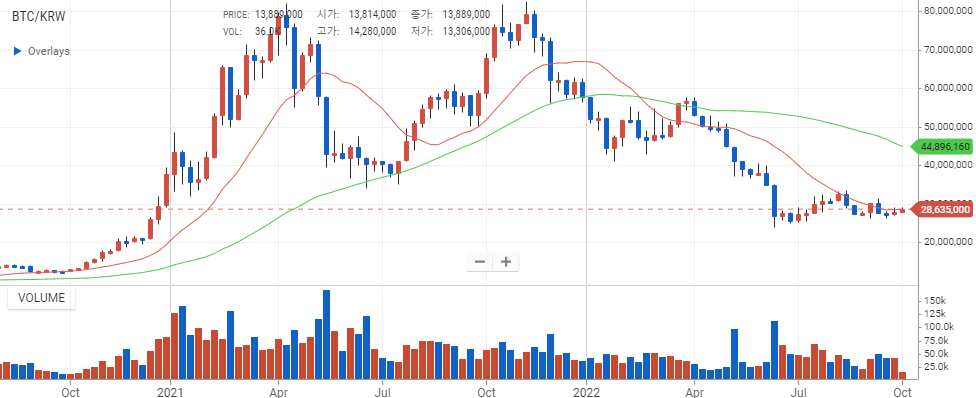 BTC/KRW
PRICE: 13,889,000 시가: 13,814,000 종가: 13,889,000
VOL: 36.0K 고가: 14,280,000 저가: 13,306,000
Overlays
80,000,000
70,000,000
60,000,000
50,000,000
44,896,160
40,000,000
28,635,000
20,000,000
VOLUME
150k
125k
100.0k
75.0k
50.0k
25.0k
Oct 2021 Apr Jul Oct 2022 Apr Jul Oct